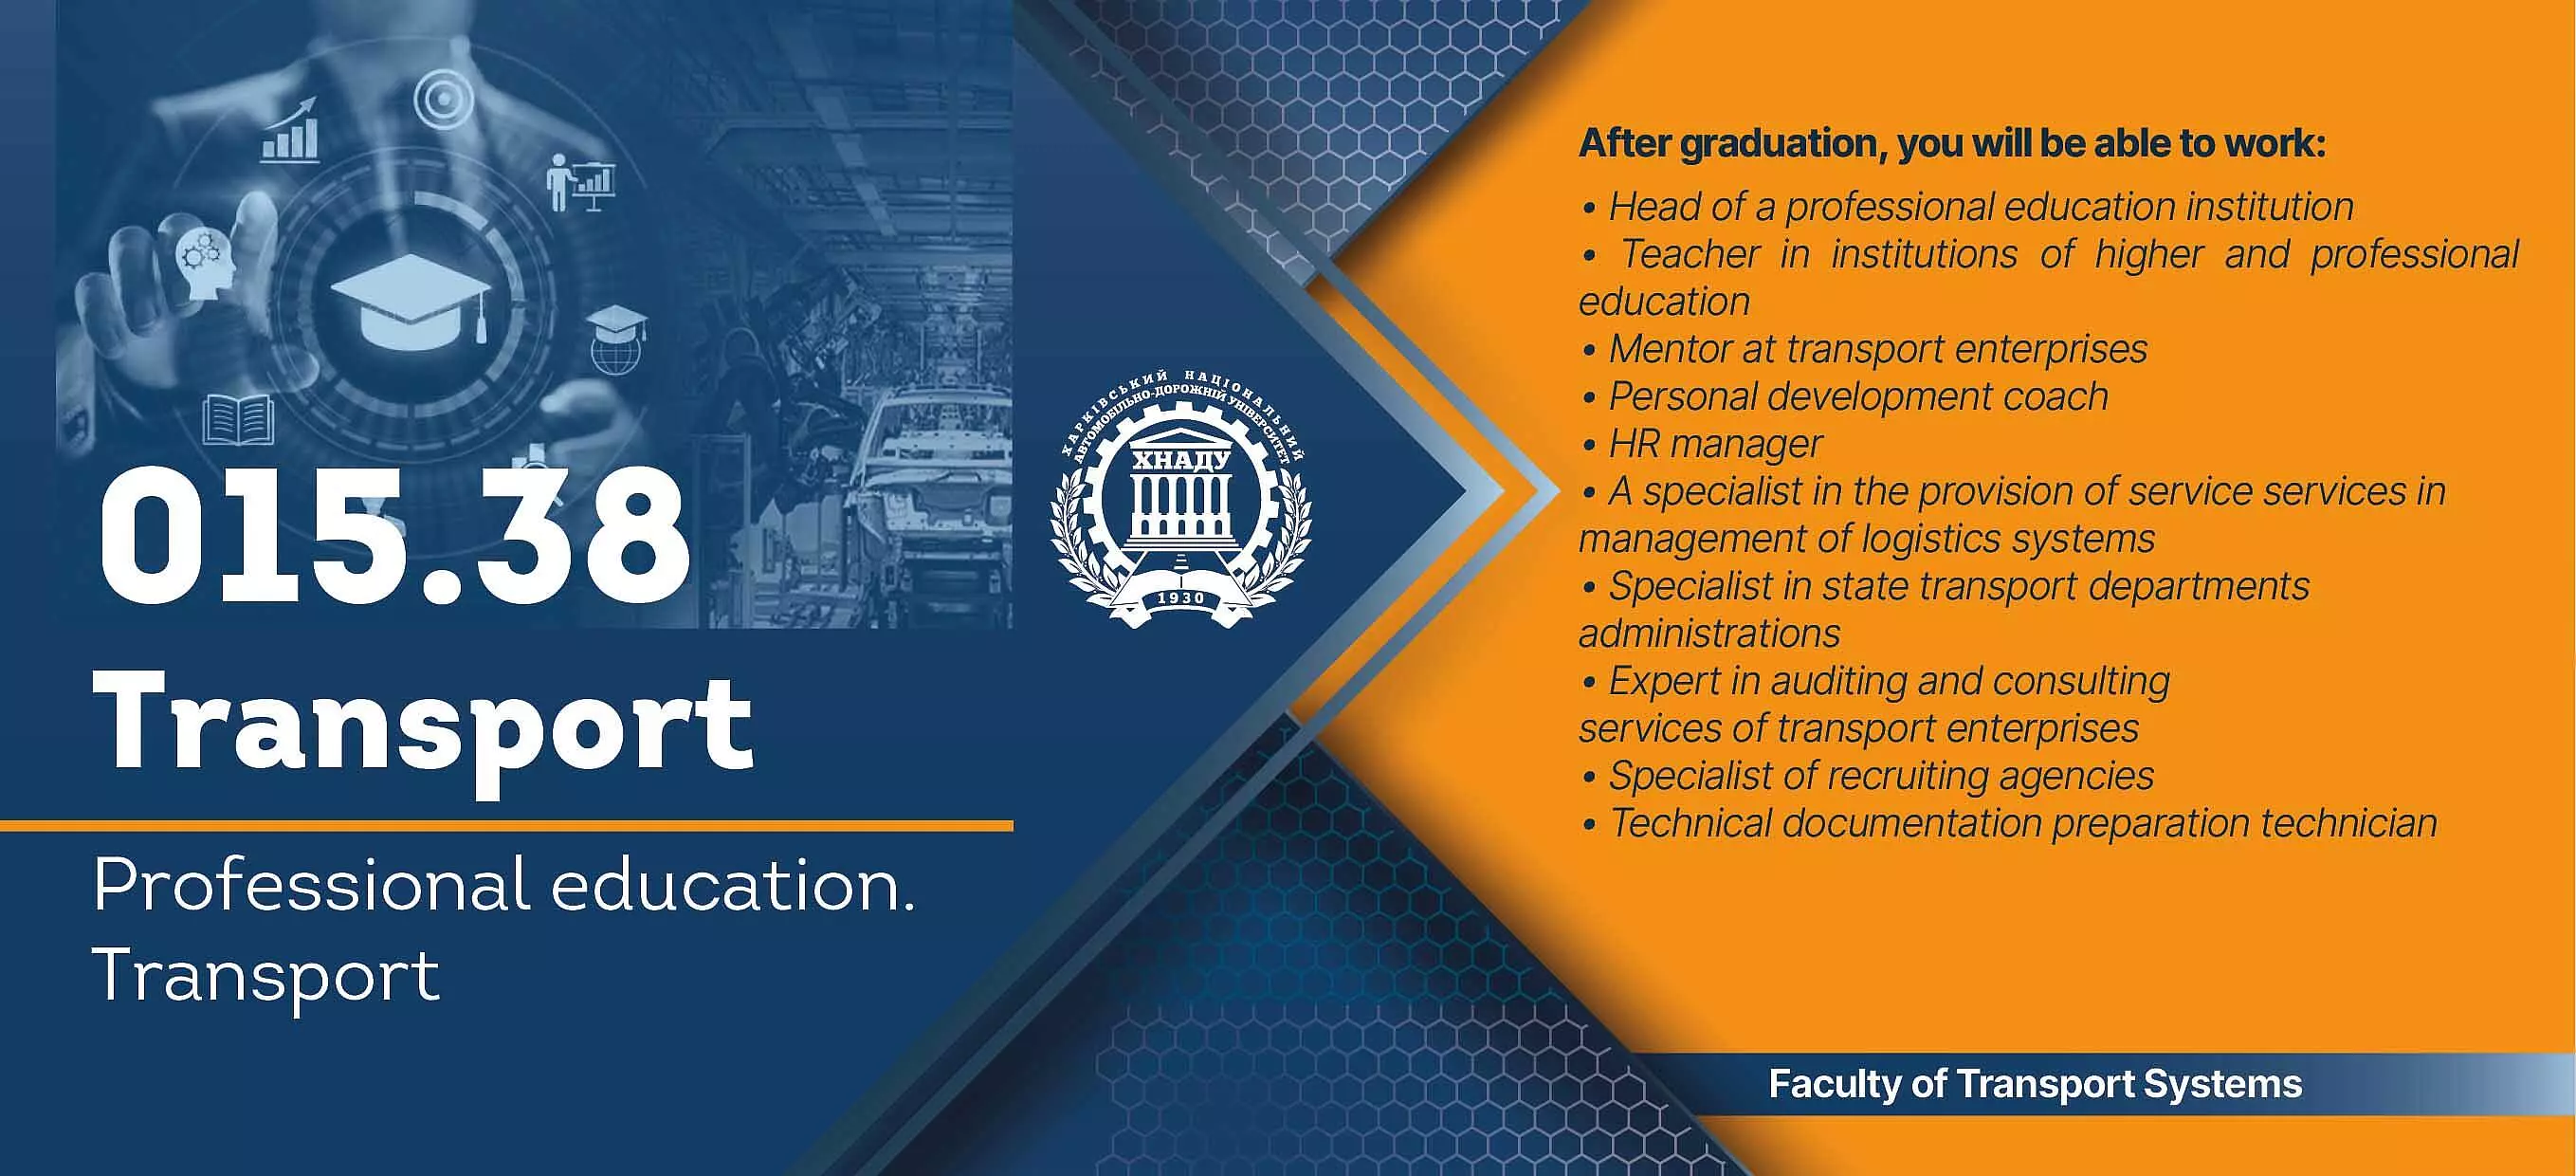 015.38
Transport
Professional education.
Transport
ХАРКІВСЬКИЙ НАЦІОНАЛЬНИЙ
АВТОМОБІЛЬНО-ДОРОЖНІЙ УНІВЕРСИТЕТ
ХНАДУ
1930
After graduation, you will be able to work:
• Head of a professional education institution
• Teacher in institutions of higher and professional
education
• Mentor at transport enterprises
• Personal development coach
• HR manager
• A specialist in the provision of service services in
management of logistics systems
• Specialist in state transport departments
administrations
• Expert in auditing and consulting
services of transport enterprises
• Specialist of recruiting agencies
• Technical documentation preparation technician
Faculty of Transport Systems